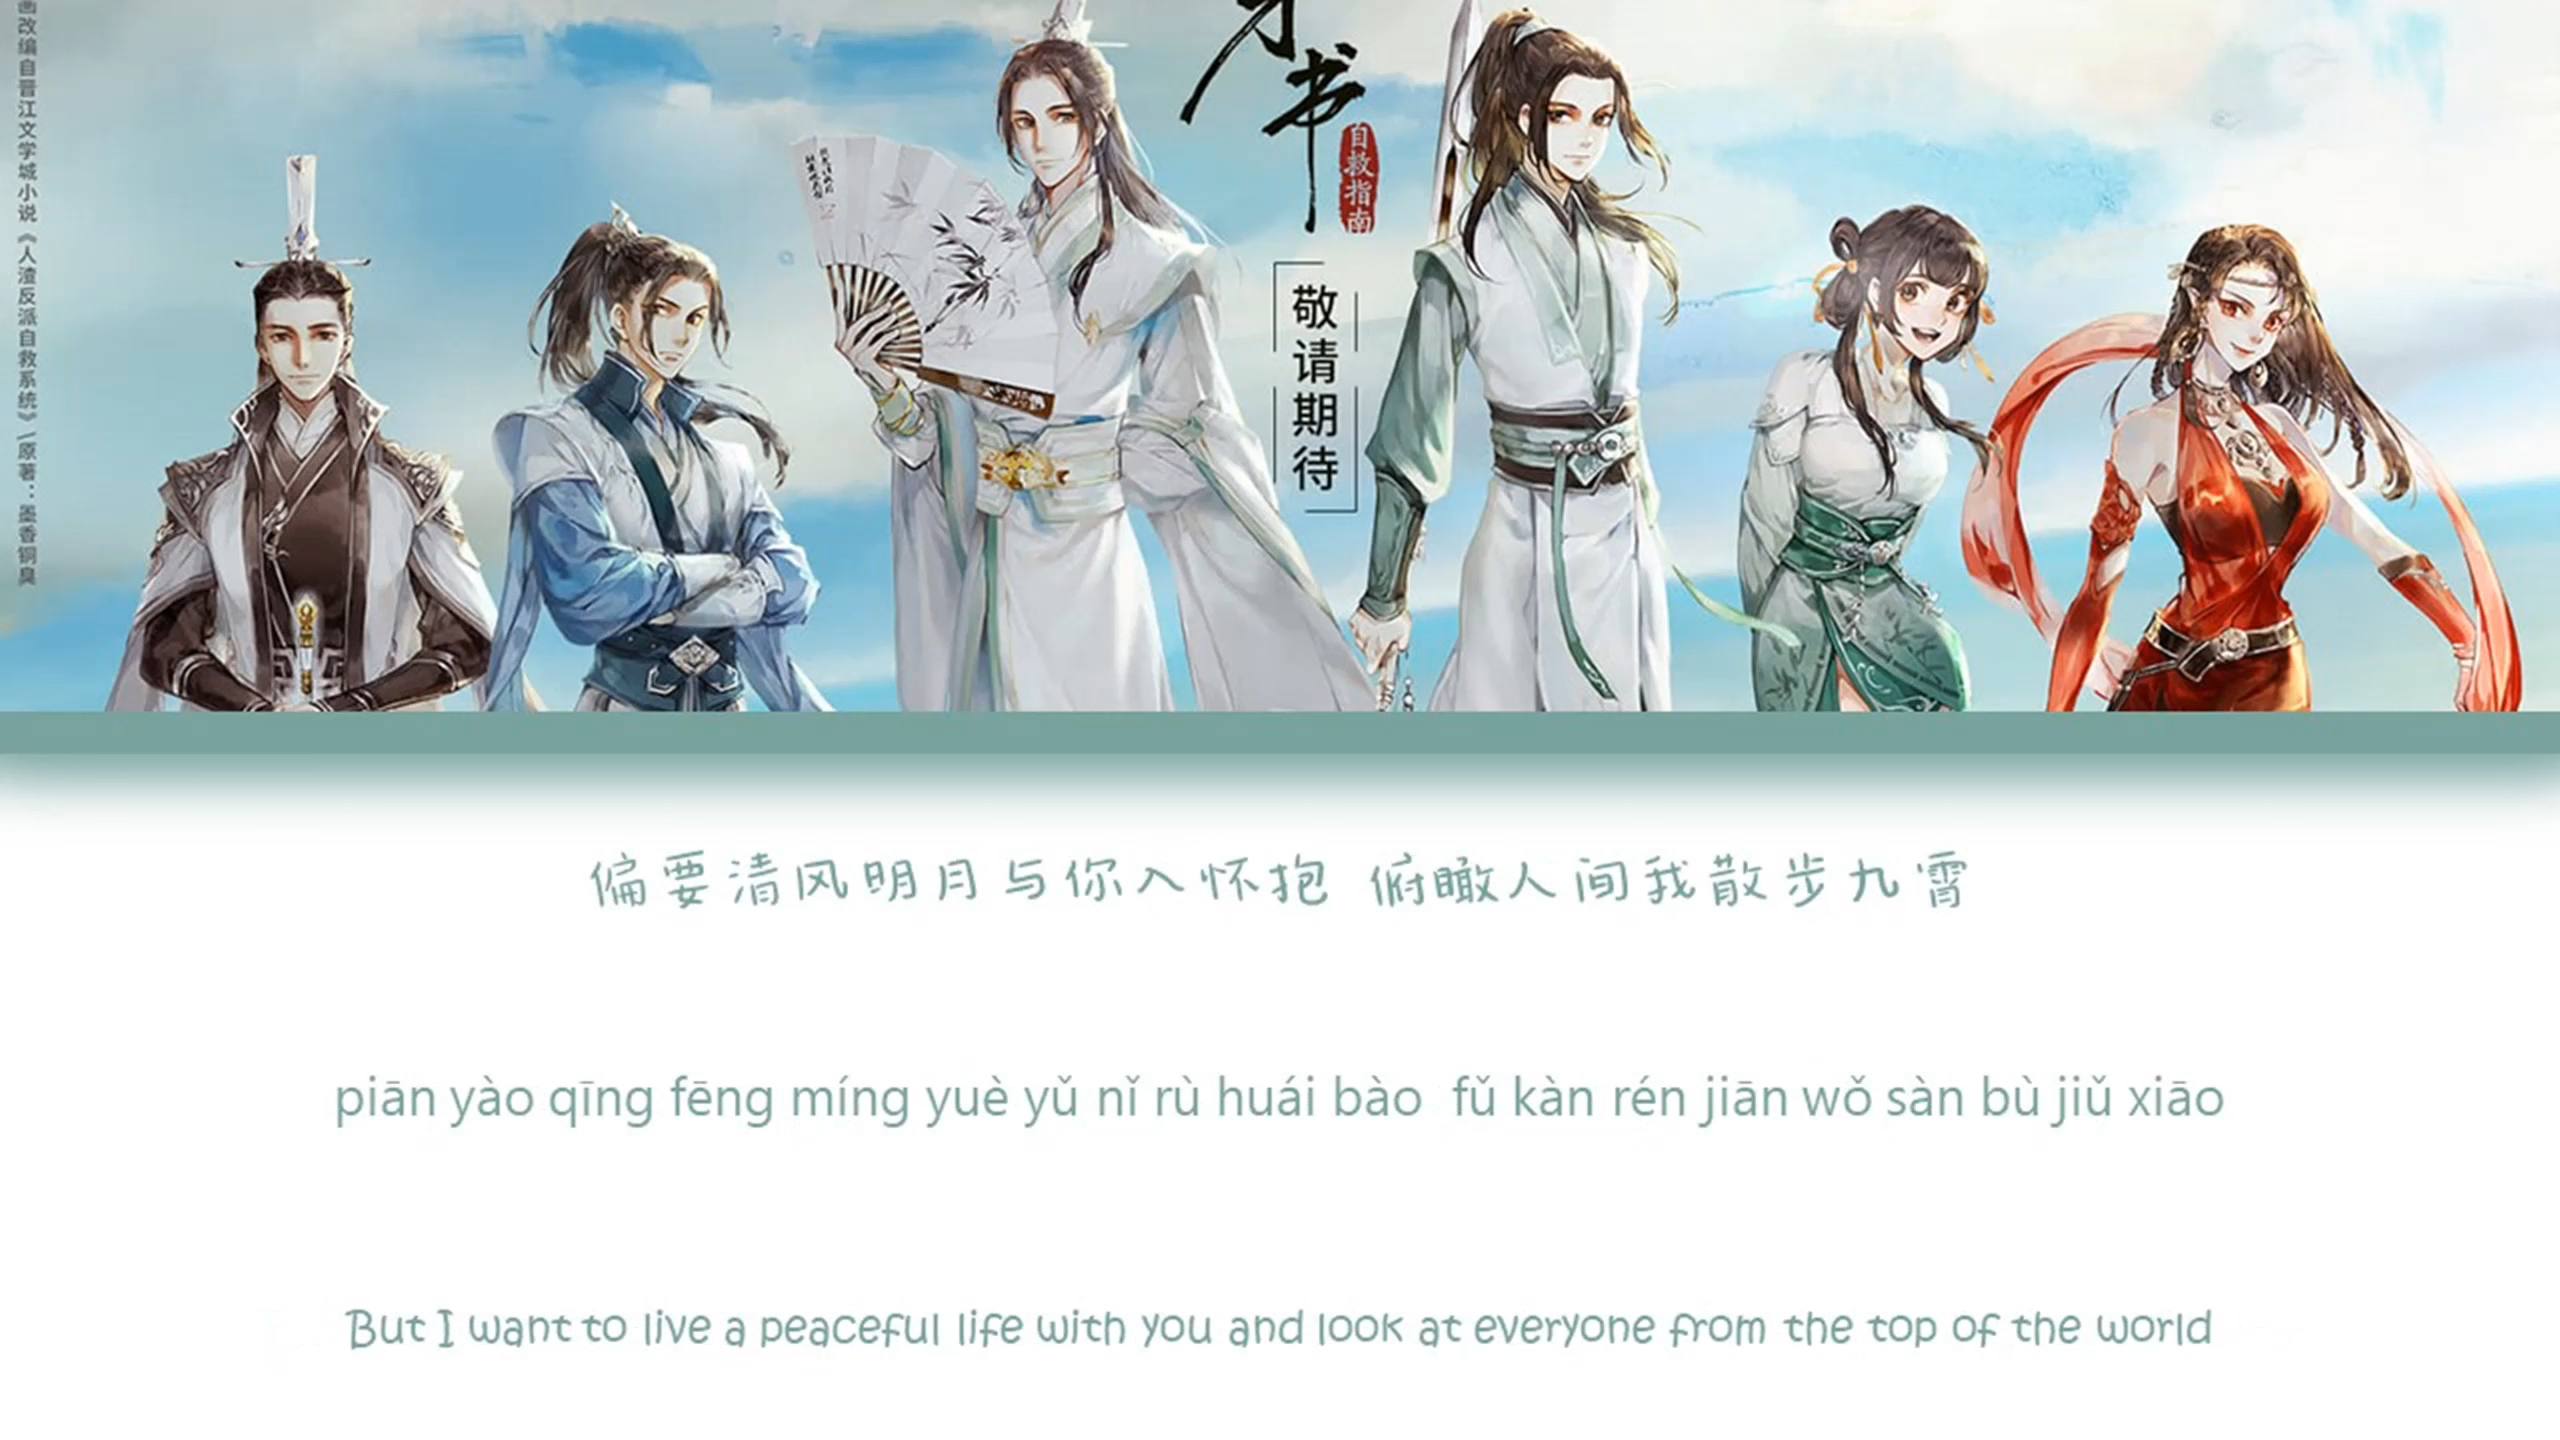 画改编自晋江文学城小说《人渣反派自救系统》\原著：墨香铜臭
书
自救指南
敬请期待
偏要清风明月与你入怀抱 俯瞰人间我散步九霄
piān yào qīng fēng míng yuè yǔ nǐ rù huái bào fǔ kàn rén jiān wǒ sàn bù jiǔ xiāo
But I want to live a peaceful life with you and look at everyone from the top of the world